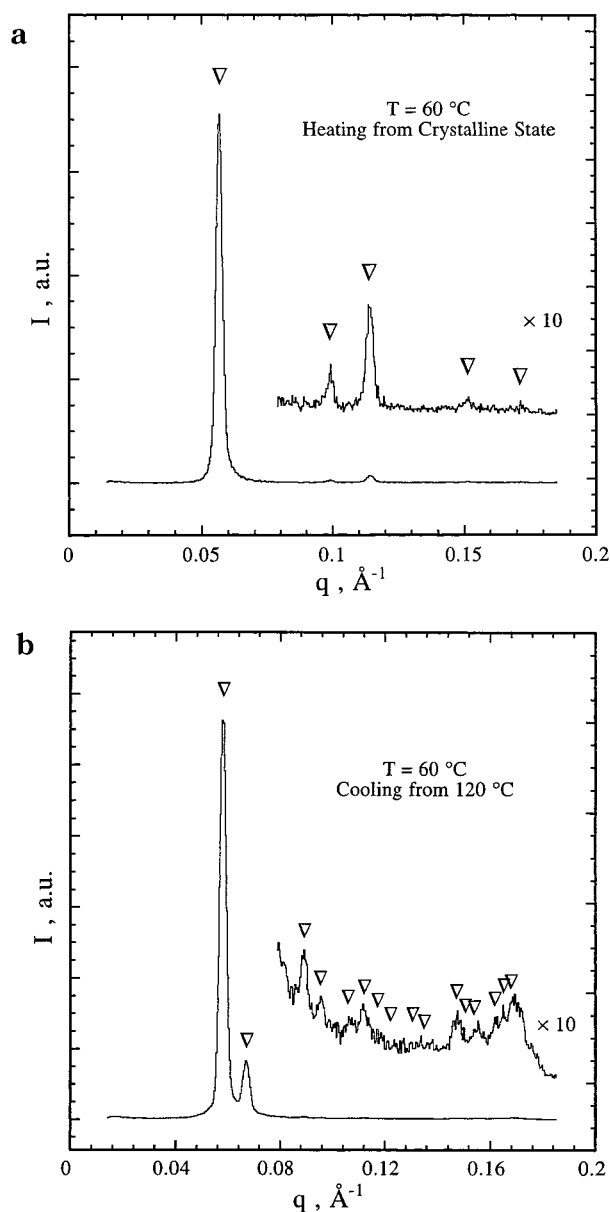 a
T = 60 °C
Heating from Crystalline State
I , a.u.
× 10
0
0.05
0.1
0.15
0.2
q , Å-1
b
T = 60 °C
Cooling from 120 °C
I , a.u.
× 10
0
0.04
0.08
0.12
0.16
0.2
q , Å-1